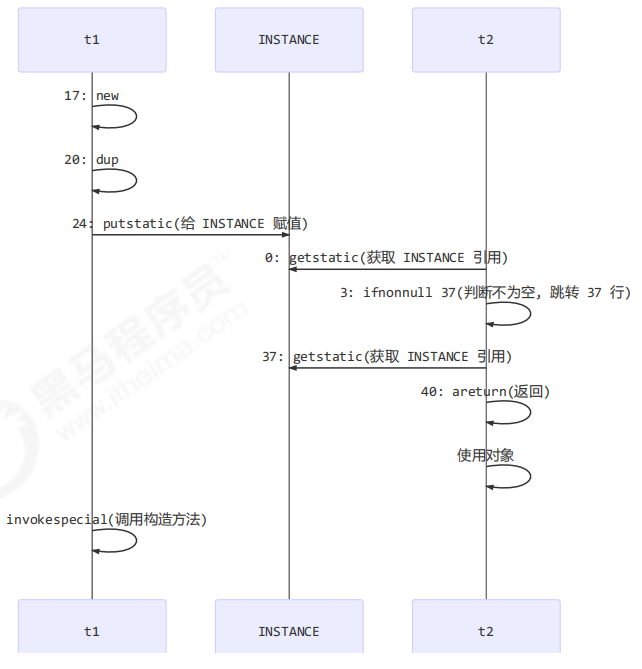 t1 INSTANCE t2
17: new
20: dup
24: putstatic(给 INSTANCE 赋值)
0: getstatic(获取 INSTANCE 引用)
3: ifnonnull 37(判断不为空, 跳转 37 行)
37: getstatic(获取 INSTANCE 引用)
40: areturn(返回)
使用对象
invokespecial(调用构造方法)
t1 INSTANCE t2
黑马程序员™
www.itheima.com